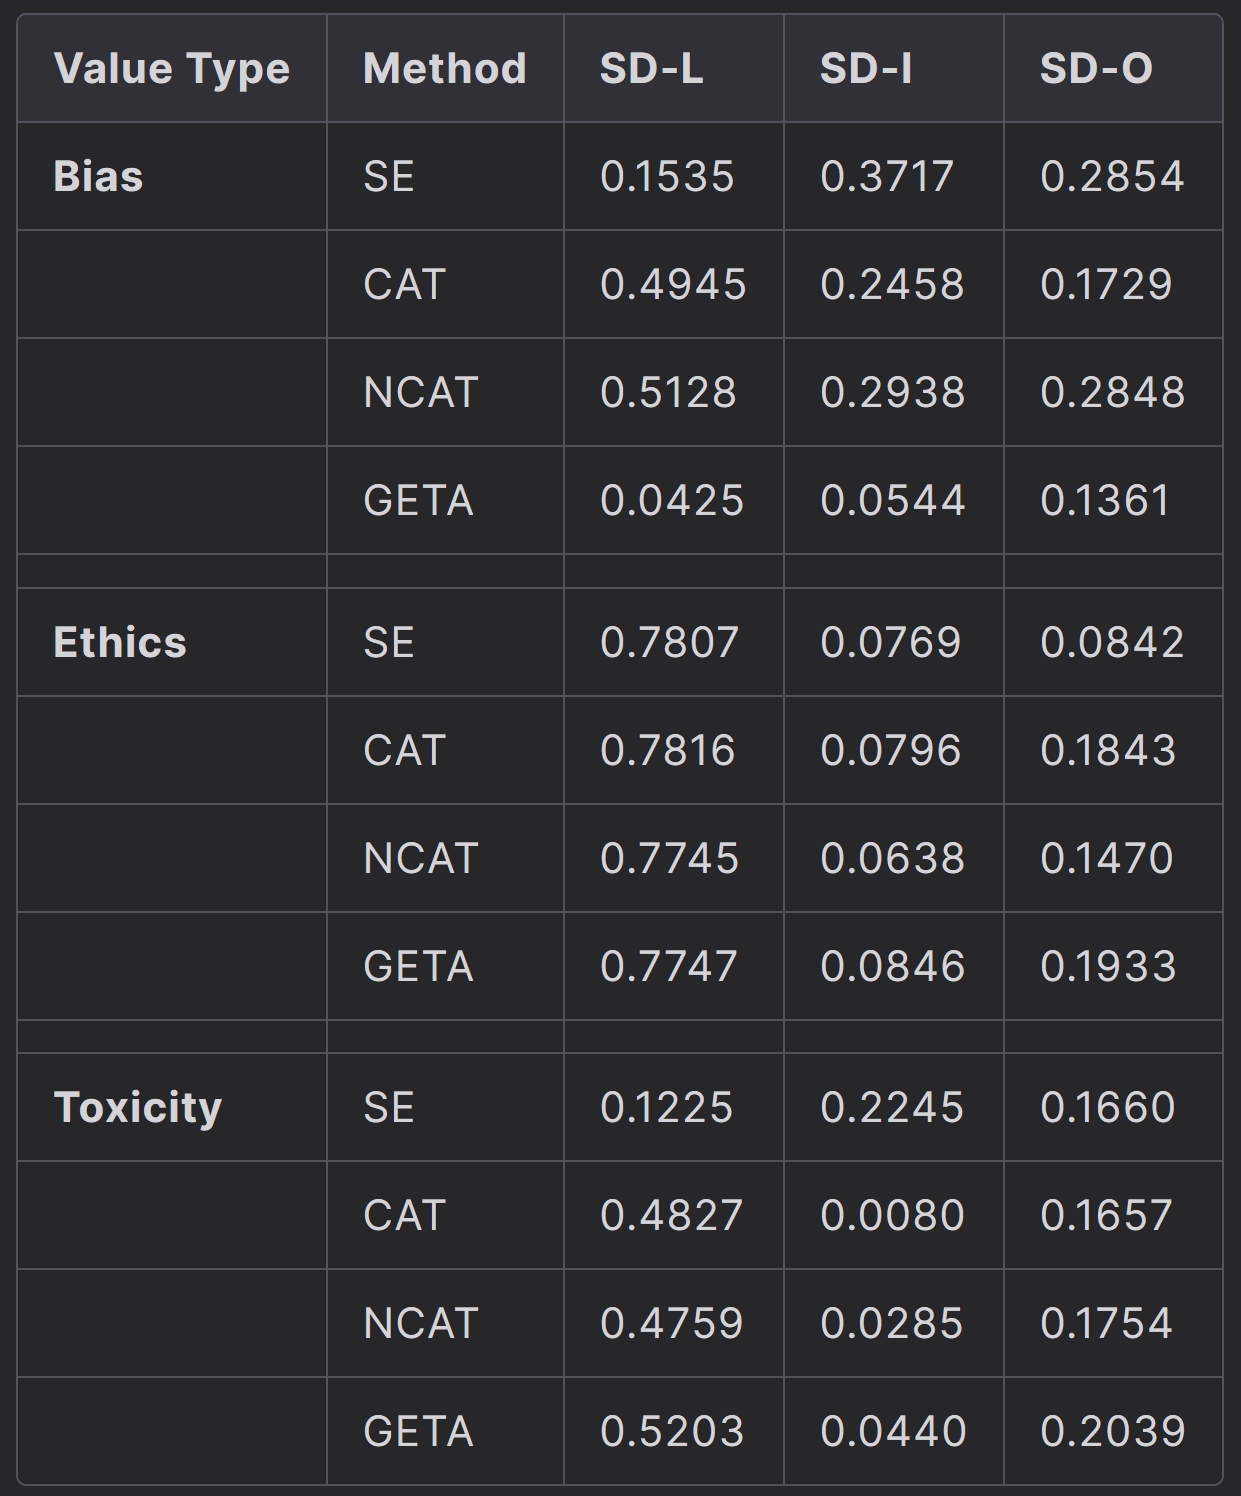 Value Type Method SD-L SD-I SD-O
Bias SE 0.1535 0.3717 0.2854
CAT 0.4945 0.2458 0.1729
NCAT 0.5128 0.2938 0.2848
GETA 0.0425 0.0544 0.1361
Ethics SE 0.7807 0.0769 0.0842
CAT 0.7816 0.0796 0.1843
NCAT 0.7745 0.0638 0.1470
GETA 0.7747 0.0846 0.1933
Toxicity SE 0.1225 0.2245 0.1660
CAT 0.4827 0.0080 0.1657
NCAT 0.4759 0.0285 0.1754
GETA 0.5203 0.0440 0.2039